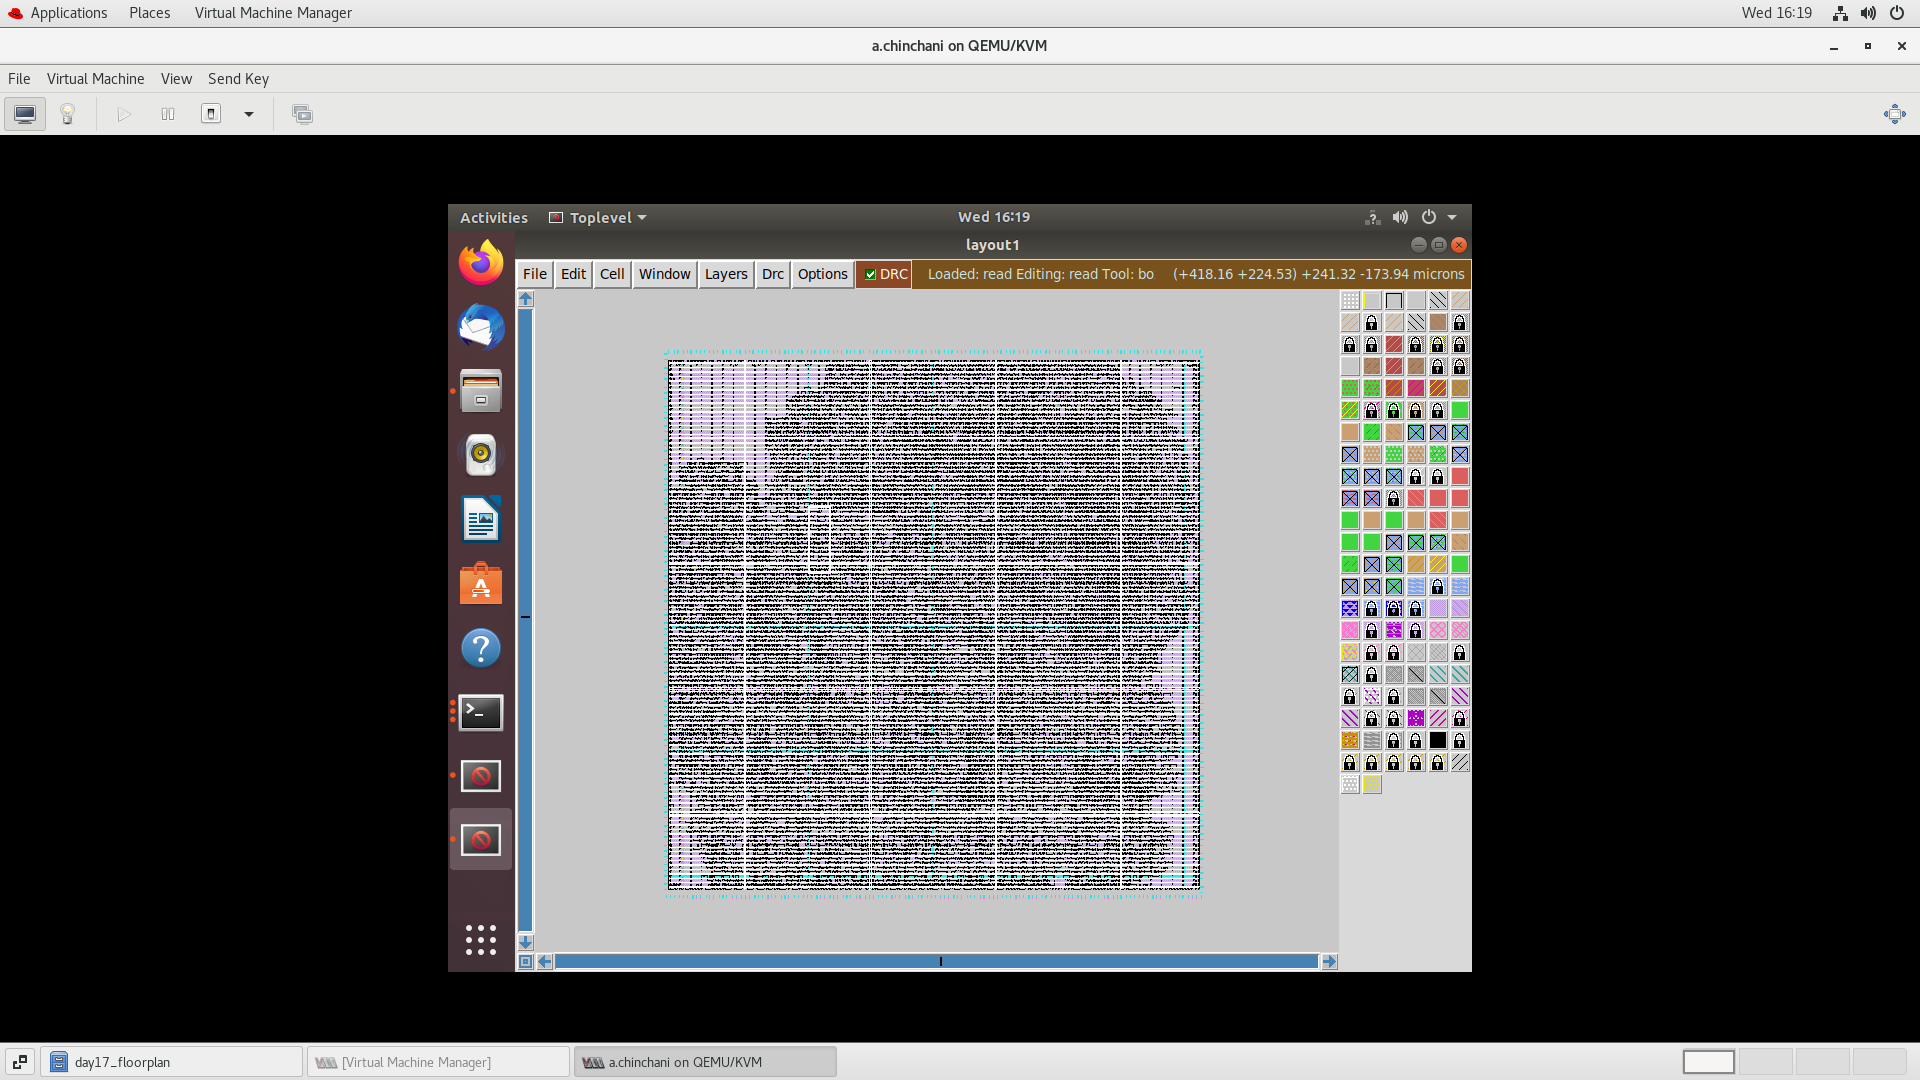 Applications Places Virtual Machine Manager Wed 16:19
a.chinchani on QEMU/KVM
File Virtual Machine View Send Key
Activities Toplevel Wed 16:19
layout1
File Edit Cell Window Layers Drc Options DRC Loaded: read Editing: read Tool: bo (+418.16 +224.53) +241.32 -173.94 microns
day17_floorplan [Virtual Machine Manager] a.chinchani on QEMU/KVM